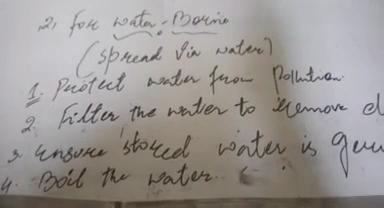 2. For water-Borne
(spread via water)
1. Protect water from Pollution.
2. Filter the water to remove
3. ensure stored water is
4. Boil the water.